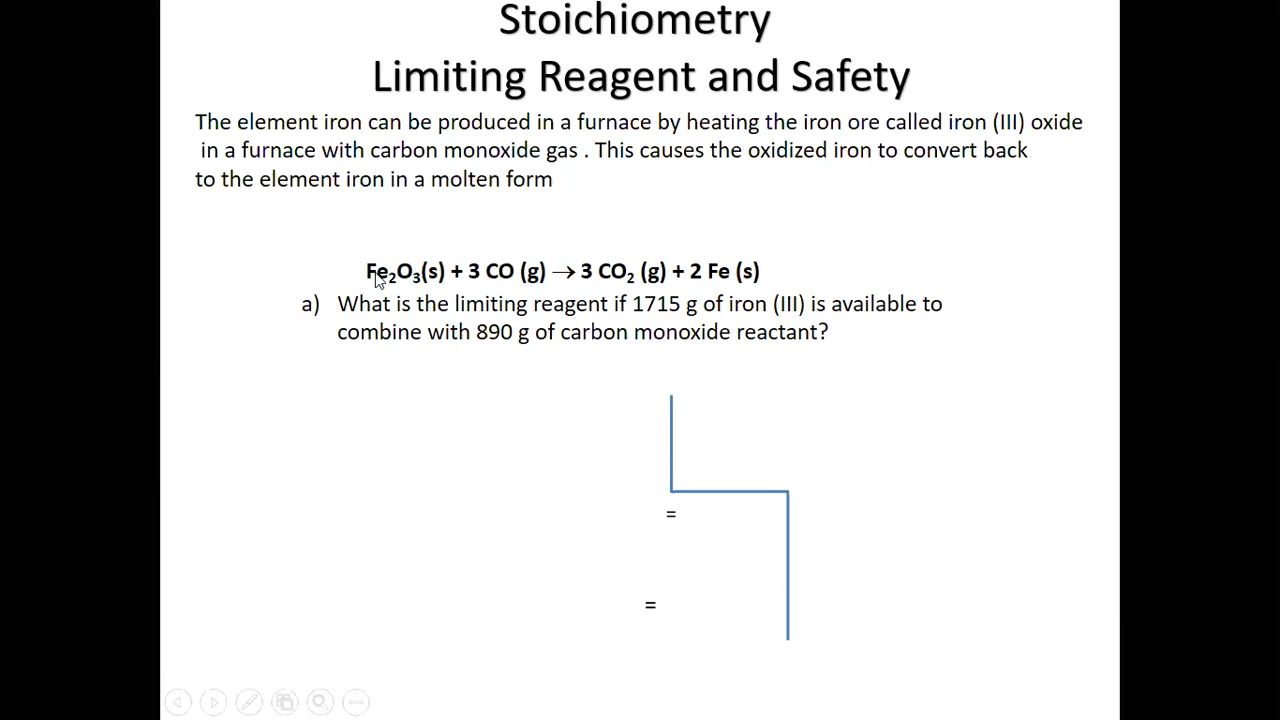 Stoichiometry
Limiting Reagent and Safety
The element iron can be produced in a furnace by heating the iron ore called iron (III) oxide
in a furnace with carbon monoxide gas . This causes the oxidized iron to convert back
to the element iron in a molten form
Fe₂O₃(s) + 3 CO (g) → 3 CO₂ (g) + 2 Fe (s)
a) What is the limiting reagent if 1715 g of iron (III) is available to
combine with 890 g of carbon monoxide reactant?
=
=